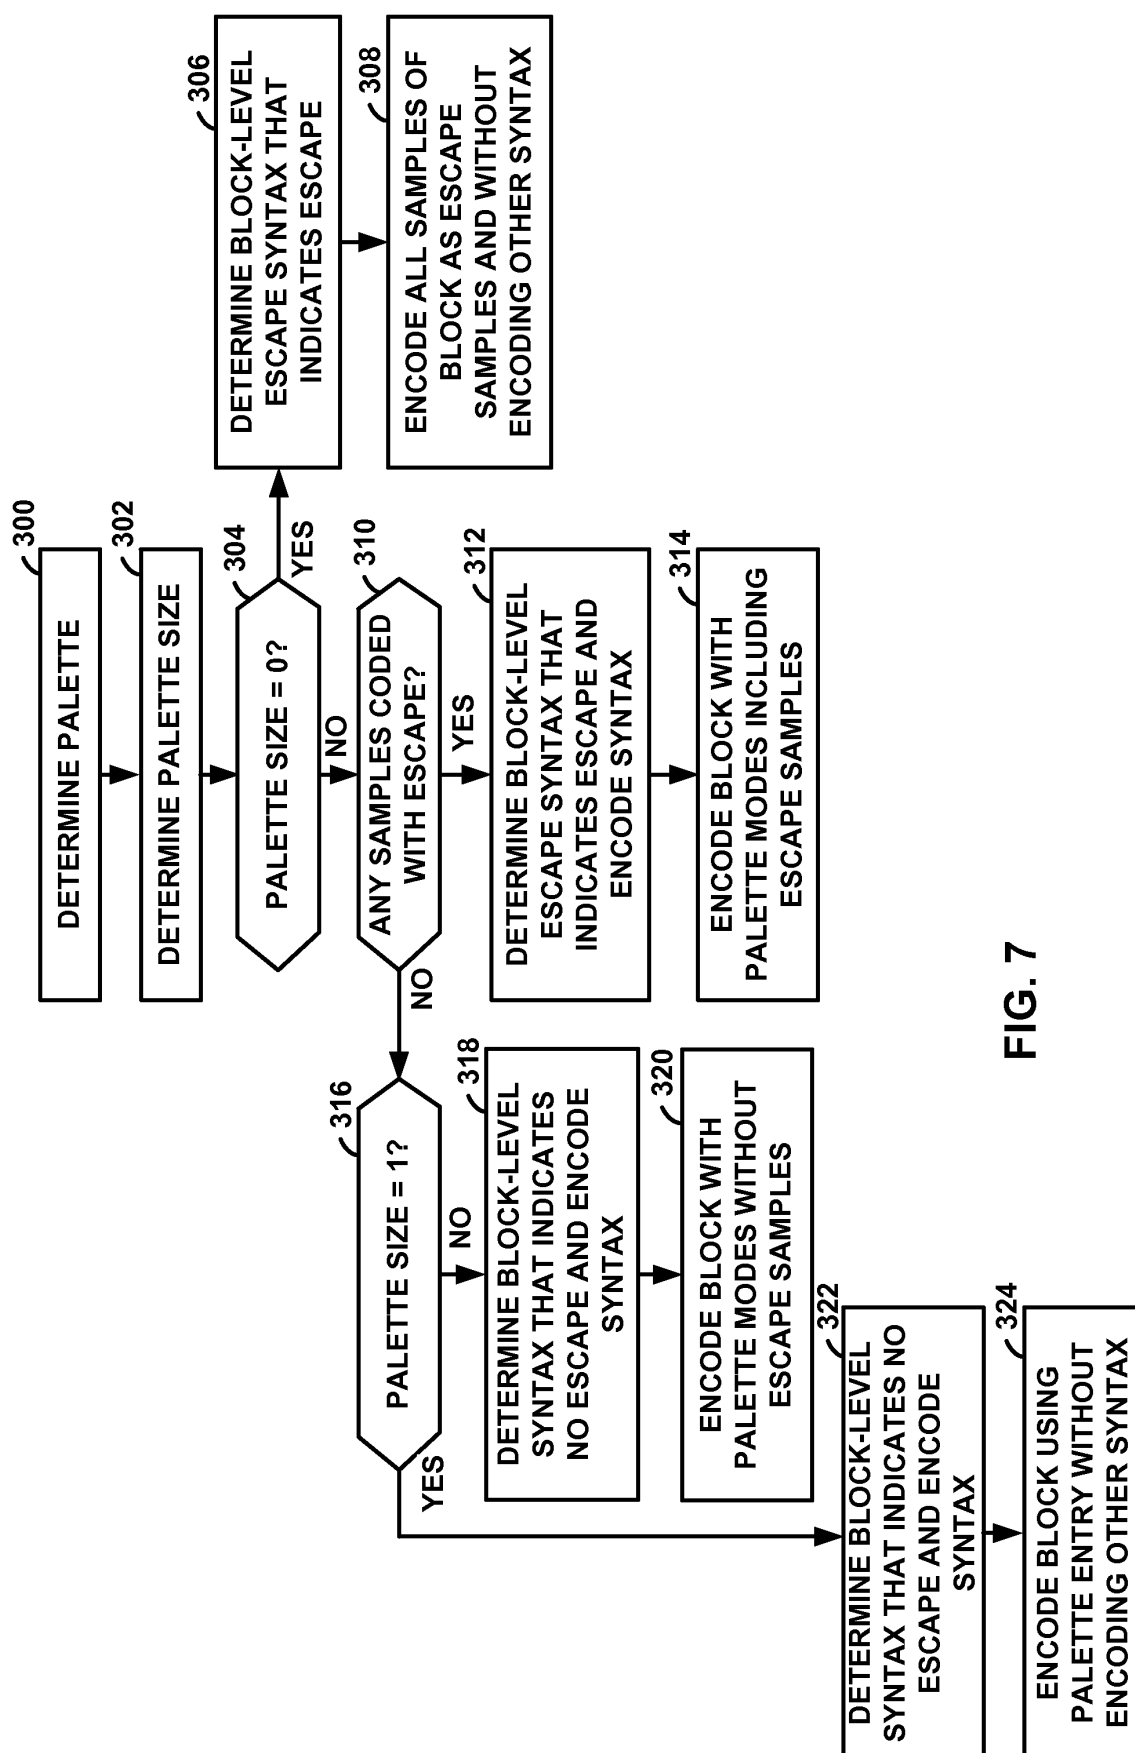 300
DETERMINE PALETTE
302
DETERMINE PALETTE SIZE
304
PALETTE SIZE = 0?
YES
NO
306
DETERMINE BLOCK-LEVEL
ESCAPE SYNTAX THAT
INDICATES ESCAPE
308
ENCODE ALL SAMPLES OF
BLOCK AS ESCAPE
SAMPLES AND WITHOUT
ENCODING OTHER SYNTAX
310
ANY SAMPLES CODED
WITH ESCAPE?
YES
NO
312
DETERMINE BLOCK-LEVEL
ESCAPE SYNTAX THAT
INDICATES ESCAPE AND
ENCODE SYNTAX
314
ENCODE BLOCK WITH
PALETTE MODES INCLUDING
ESCAPE SAMPLES
316
PALETTE SIZE = 1?
NO
YES
318
DETERMINE BLOCK-LEVEL
SYNTAX THAT INDICATES
NO ESCAPE AND ENCODE
SYNTAX
320
ENCODE BLOCK WITH
PALETTE MODES WITHOUT
ESCAPE SAMPLES
322
DETERMINE BLOCK-LEVEL
SYNTAX THAT INDICATES NO
ESCAPE AND ENCODE
SYNTAX
324
ENCODE BLOCK USING
PALETTE ENTRY WITHOUT
ENCODING OTHER SYNTAX
FIG. 7